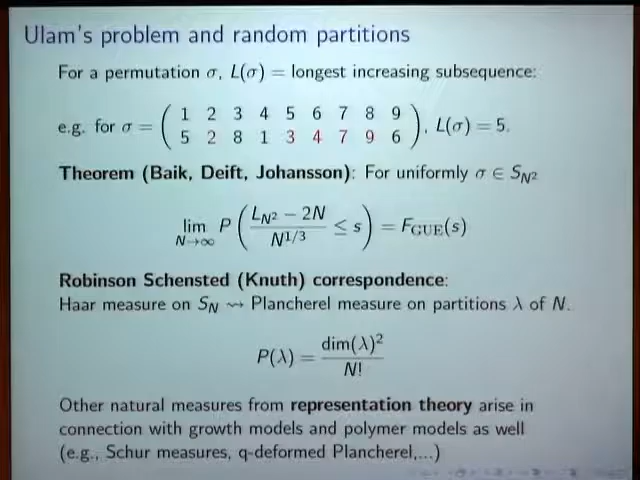 Ulam's problem and random partitions
For a permutation σ, L(σ) = longest increasing subsequence:
e.g. for σ = ( 1 2 3 4 5 6 7 8 9
5 2 8 1 3 4 7 9 6 ), L(σ) = 5.
Theorem (Baik, Deift, Johansson): For uniformly σ ∈ S_{N²}
lim_{N→∞} P( (L_{N²} − 2N) / N^{1/3} ≤ s ) = F_{GUE}(s)
Robinson Schensted (Knuth) correspondence:
Haar measure on S_N ⇝ Plancherel measure on partitions λ of N.
P(λ) = dim(λ)² / N!
Other natural measures from representation theory arise in
connection with growth models and polymer models as well
(e.g., Schur measures, q-deformed Plancherel,...)